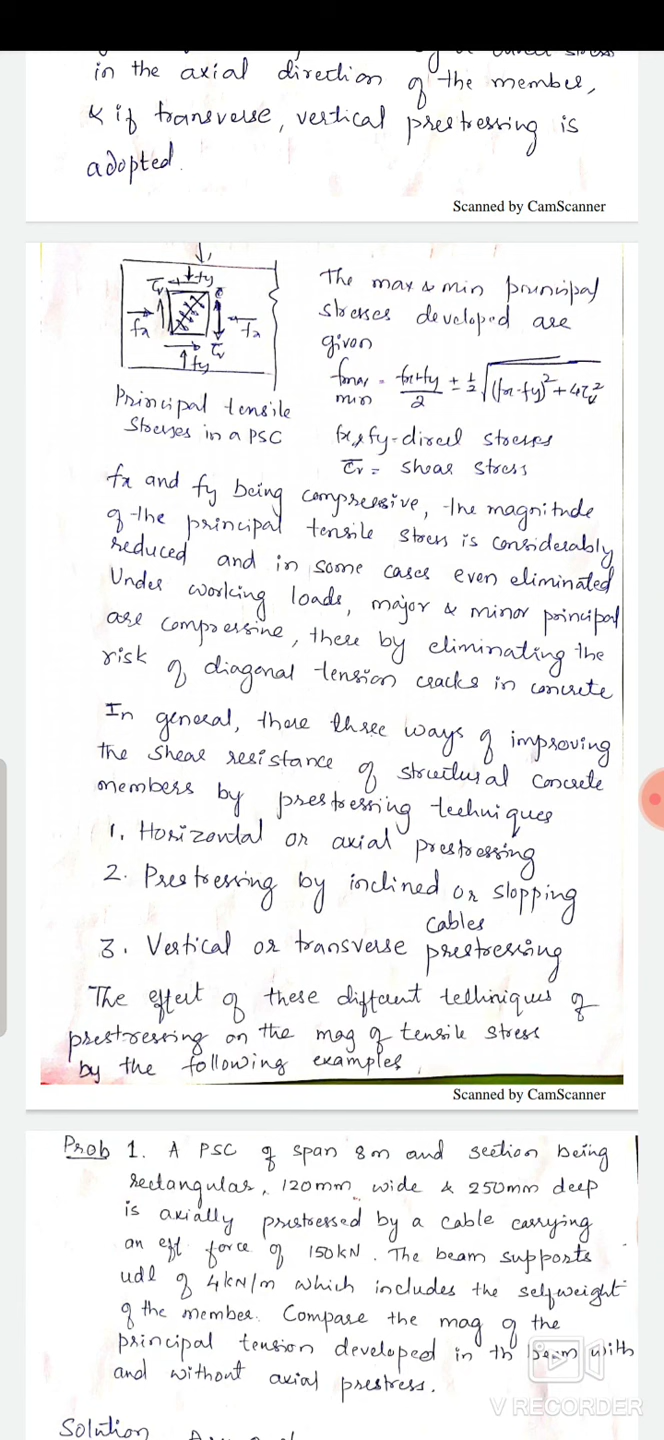 in the axial direction of the member,
& if transverse, vertical prestressing is
adopted.
Scanned by CamScanner
τv fy
fx fx
τv
fy
Principal tensile
Stresses in a PSC
The max & min prinsipal
stresses developed are
given
fmax = fx+fy/2 ± ½ √(fx-fy)² + 4τv²
min
fx & fy - direct stresses
τv = shear stress
fx and fy being compressive, the magnitude
of the principal tensile stress is considerably
reduced and in some cases even eliminated
Under working loads, major & minor principal
are compressive, there by eliminating the
risk of diagonal tension cracks in concrete
In general, there three ways of improving
the shear resistance of structural concrete
members by prestressing techniques
1. Horizontal or axial prestressing
2. Prestressing by inclined or slopping
cables
3. Vertical or transverse prestressing
The effect of these different techniques of
prestressing on the mag of tensile stress
by the following examples.
Scanned by CamScanner
Prob 1. A PSC of span 8m and section being
rectangular, 120mm wide & 250mm deep
is axially prestressed by a cable carrying
an eff force of 150kN. The beam supports
udl of 4kN/m which includes the selfweight
of the member. Compare the mag of the
principal tension developed in th beam with
and without axial prestress.
V RECORDER
Solution